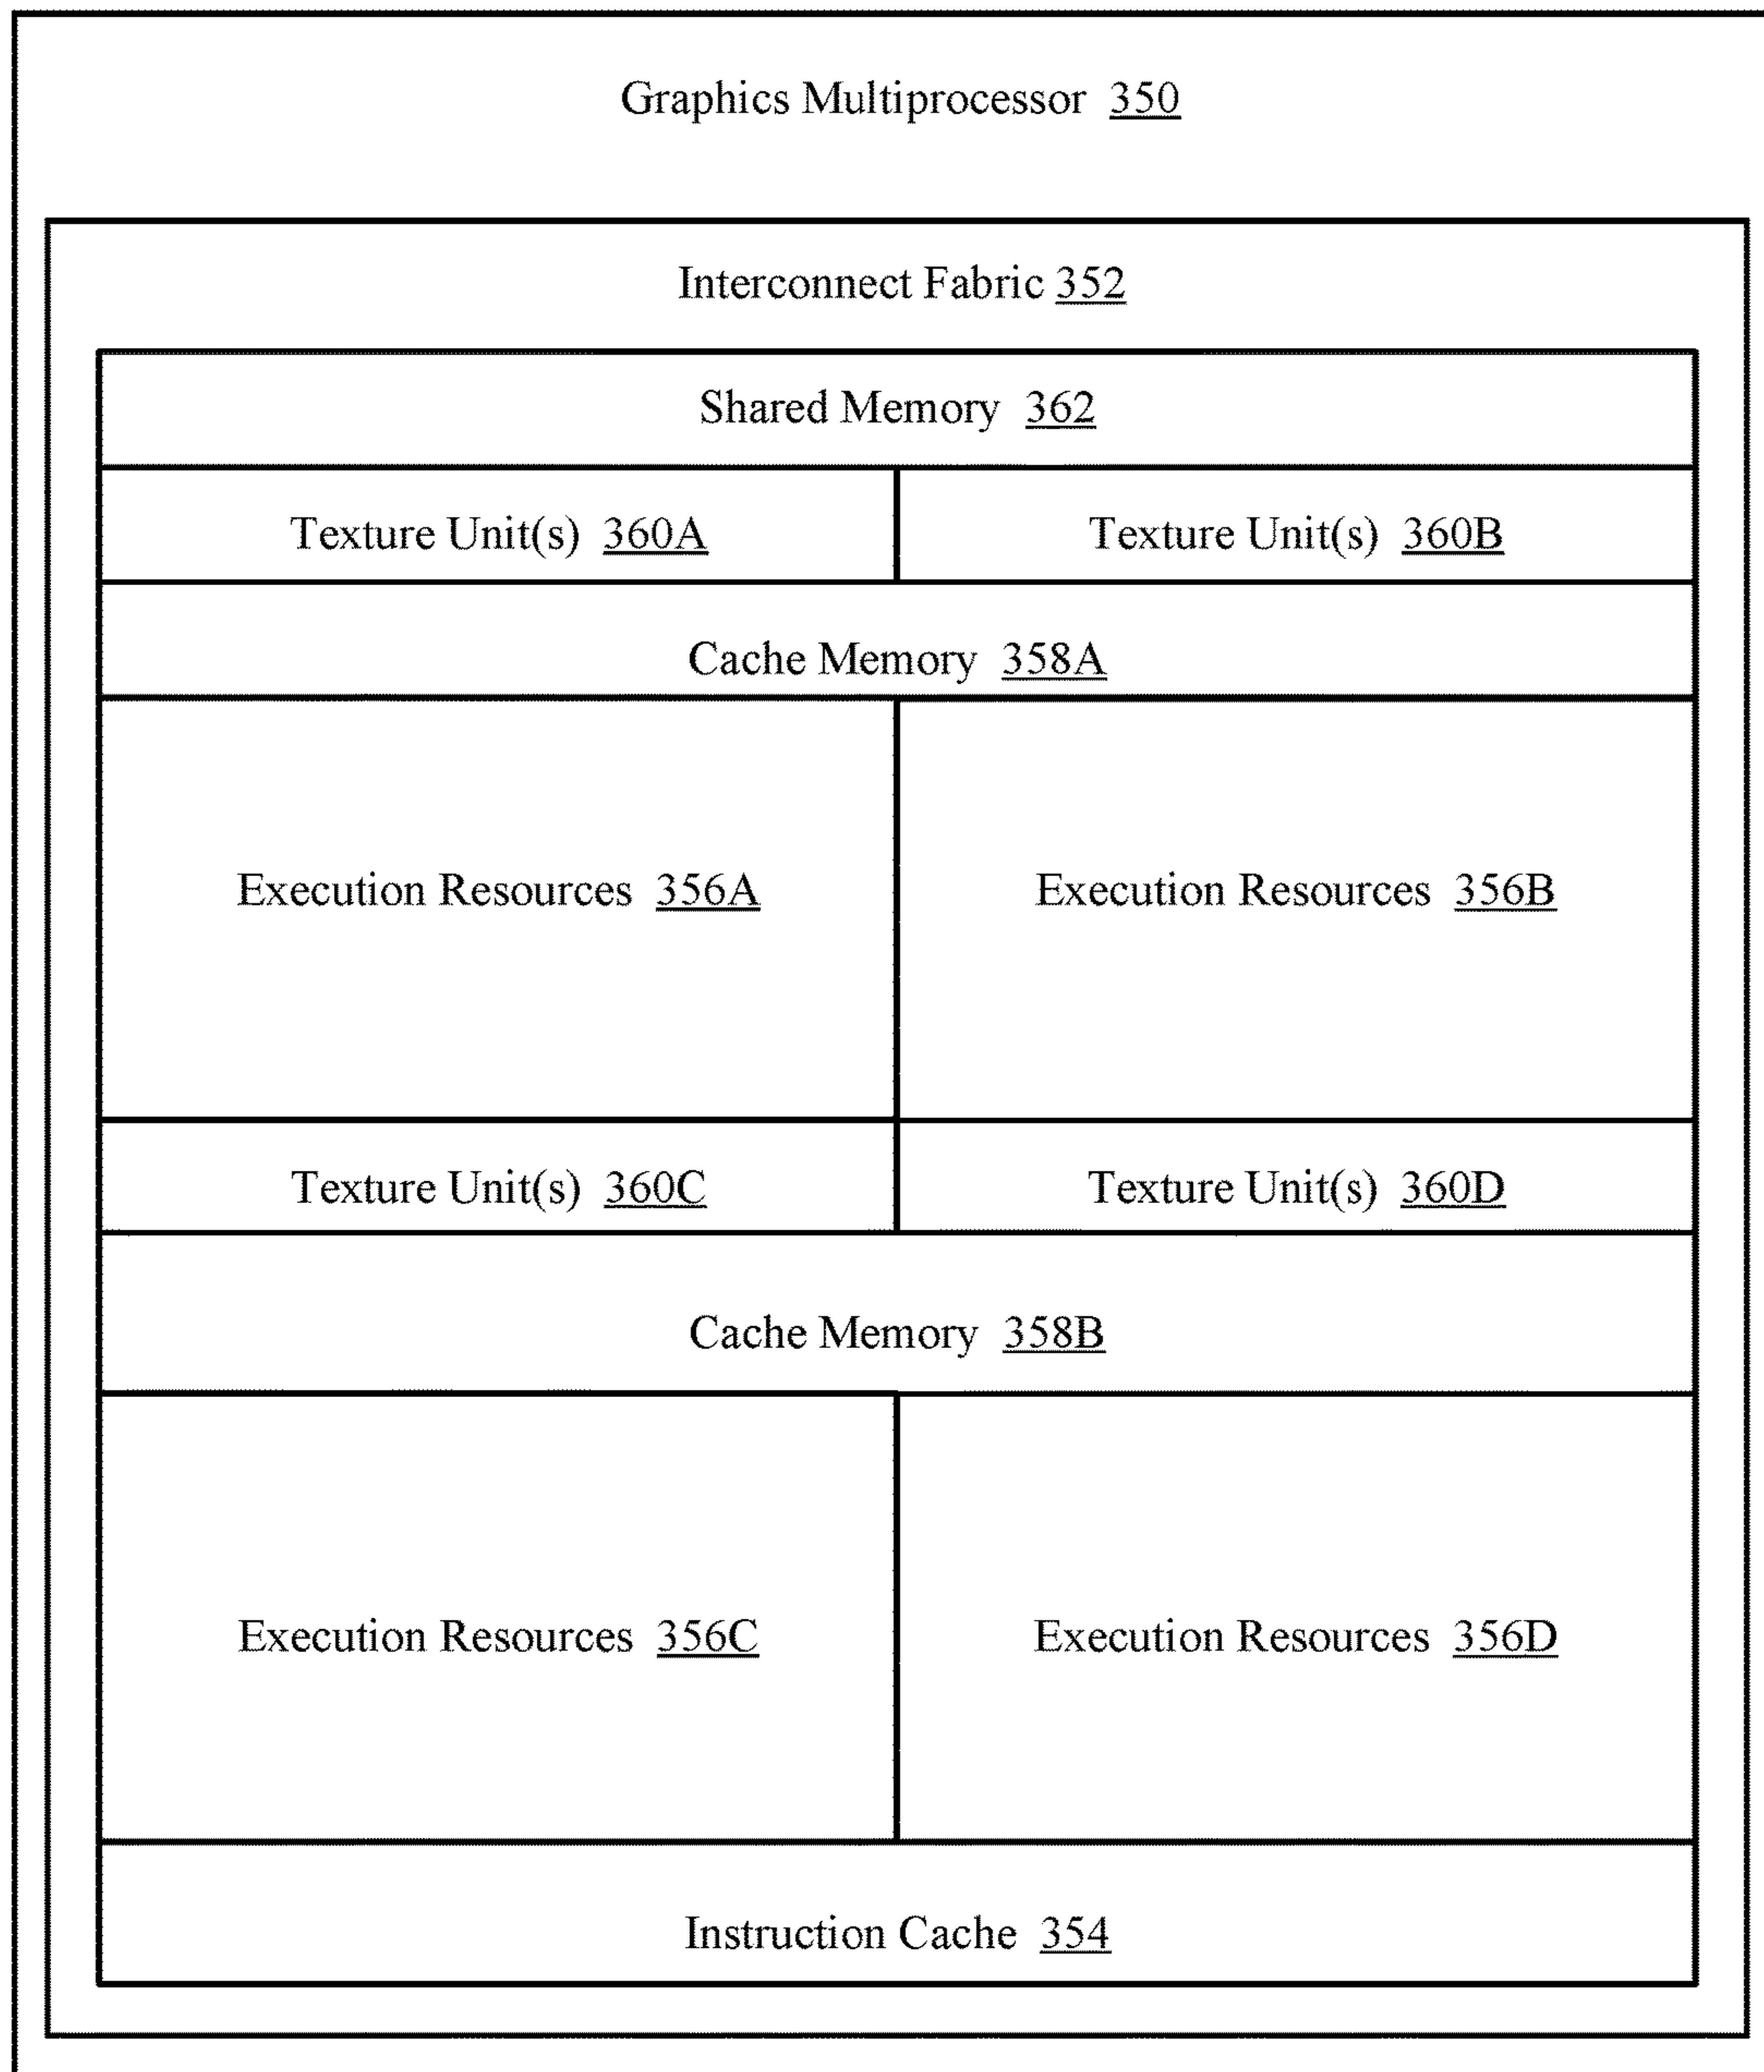 Graphics Multiprocessor 350
Interconnect Fabric 352
Shared Memory 362
Texture Unit(s) 360A
Texture Unit(s) 360B
Cache Memory 358A
Execution Resources 356A
Execution Resources 356B
Texture Unit(s) 360C
Texture Unit(s) 360D
Cache Memory 358B
Execution Resources 356C
Execution Resources 356D
Instruction Cache 354